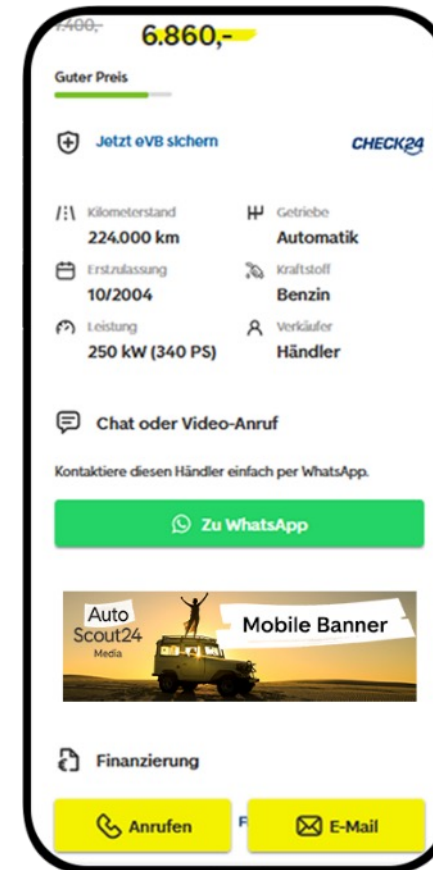 7.400,-
6.860,-
Guter Preis
Jetzt eVB sichern
CHECK24
Kilometerstand
Getriebe
224.000 km
Automatik
Erstzulassung
Kraftstoff
10/2004
Benzin
Leistung
Verkäufer
250 kW (340 PS)
Händler
Chat oder Video-Anruf
Kontaktiere diesen Händler einfach per WhatsApp.
Zu WhatsApp
Auto
Scout24
Media
Mobile Banner
Finanzierung
Anrufen
F
E-Mail